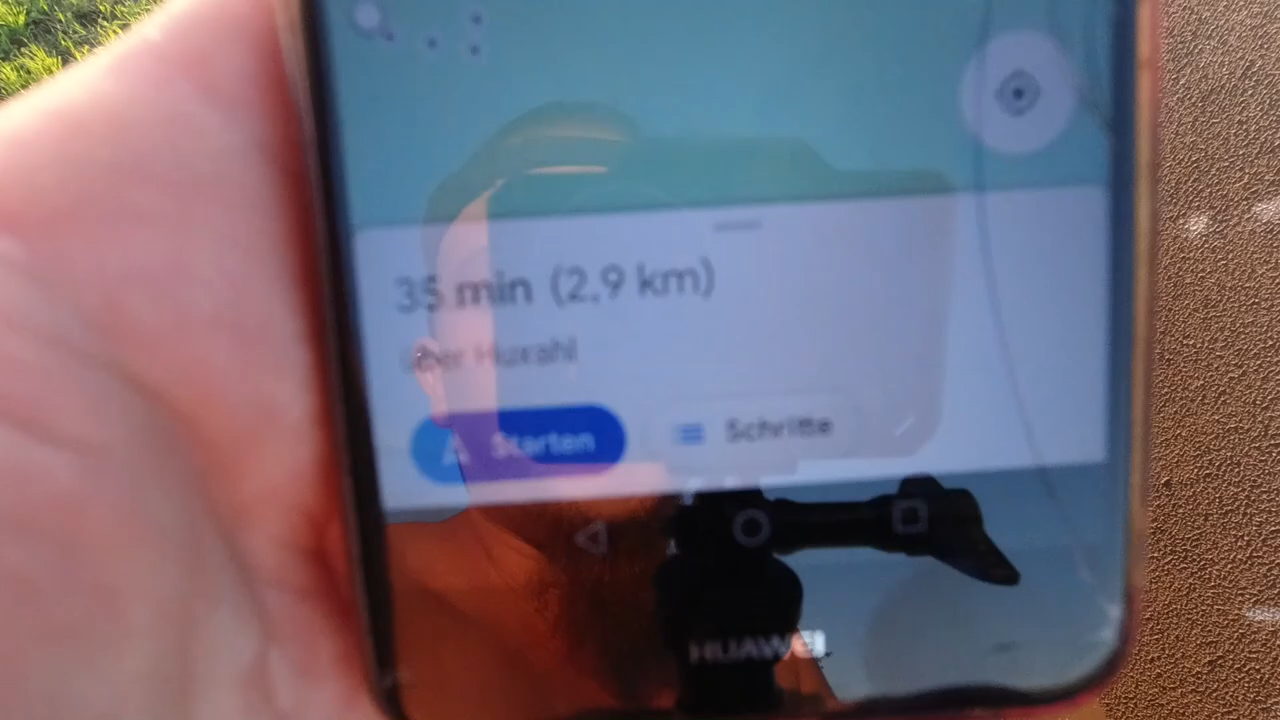 35 min (2,9 km)
über Huxahl
Starten
Schritte
HUAWEI